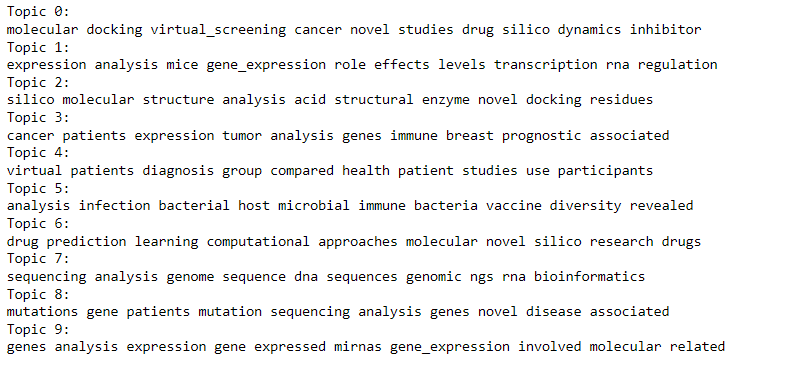 Topic 0:
molecular docking virtual_screening cancer novel studies drug silico dynamics inhibitor
Topic 1:
expression analysis mice gene_expression role effects levels transcription rna regulation
Topic 2:
silico molecular structure analysis acid structural enzyme novel docking residues
Topic 3:
cancer patients expression tumor analysis genes immune breast prognostic associated
Topic 4:
virtual patients diagnosis group compared health patient studies use participants
Topic 5:
analysis infection bacterial host microbial immune bacteria vaccine diversity revealed
Topic 6:
drug prediction learning computational approaches molecular novel silico research drugs
Topic 7:
sequencing analysis genome sequence dna sequences genomic ngs rna bioinformatics
Topic 8:
mutations gene patients mutation sequencing analysis genes novel disease associated
Topic 9:
genes analysis expression gene expressed mirnas gene_expression involved molecular related